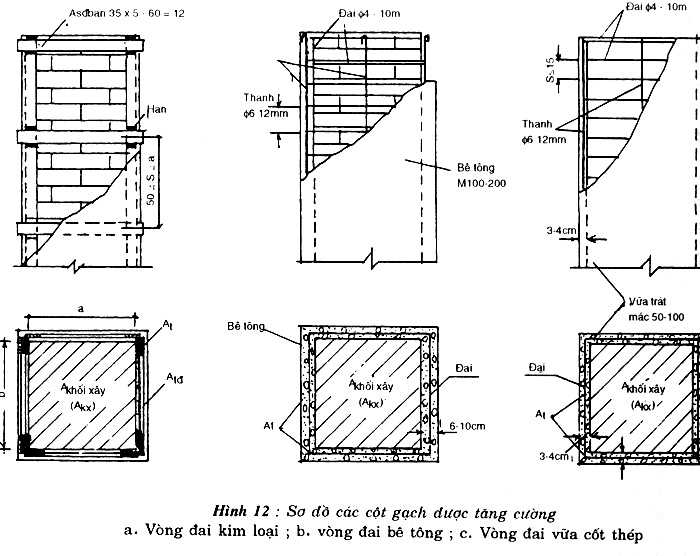 Asđban 35 x 5 - 60 = 12
Đai ϕ4 - 10m
Đai ϕ4 - 10m
Hàn
Thanh
ϕ6 12mm
S≤15
Thanh
ϕ6 12mm
50 ≤ S ≤ a
Bê tông
M100-200
3-4cm
Vữa trát
mác 50-100
a
At
Atđ
b
Akhối xây
(Akx)
Bê tông
Đai
At
Akhối xây
(Akx)
6-10cm
Đai
At
3-4cm
Akhối xây
(Akx)
Hình 12 : Sơ đồ các cột gạch được tăng cường
a. Vòng đai kim loại ; b. vòng đai bê tông ; c. Vòng đai vữa cốt thép